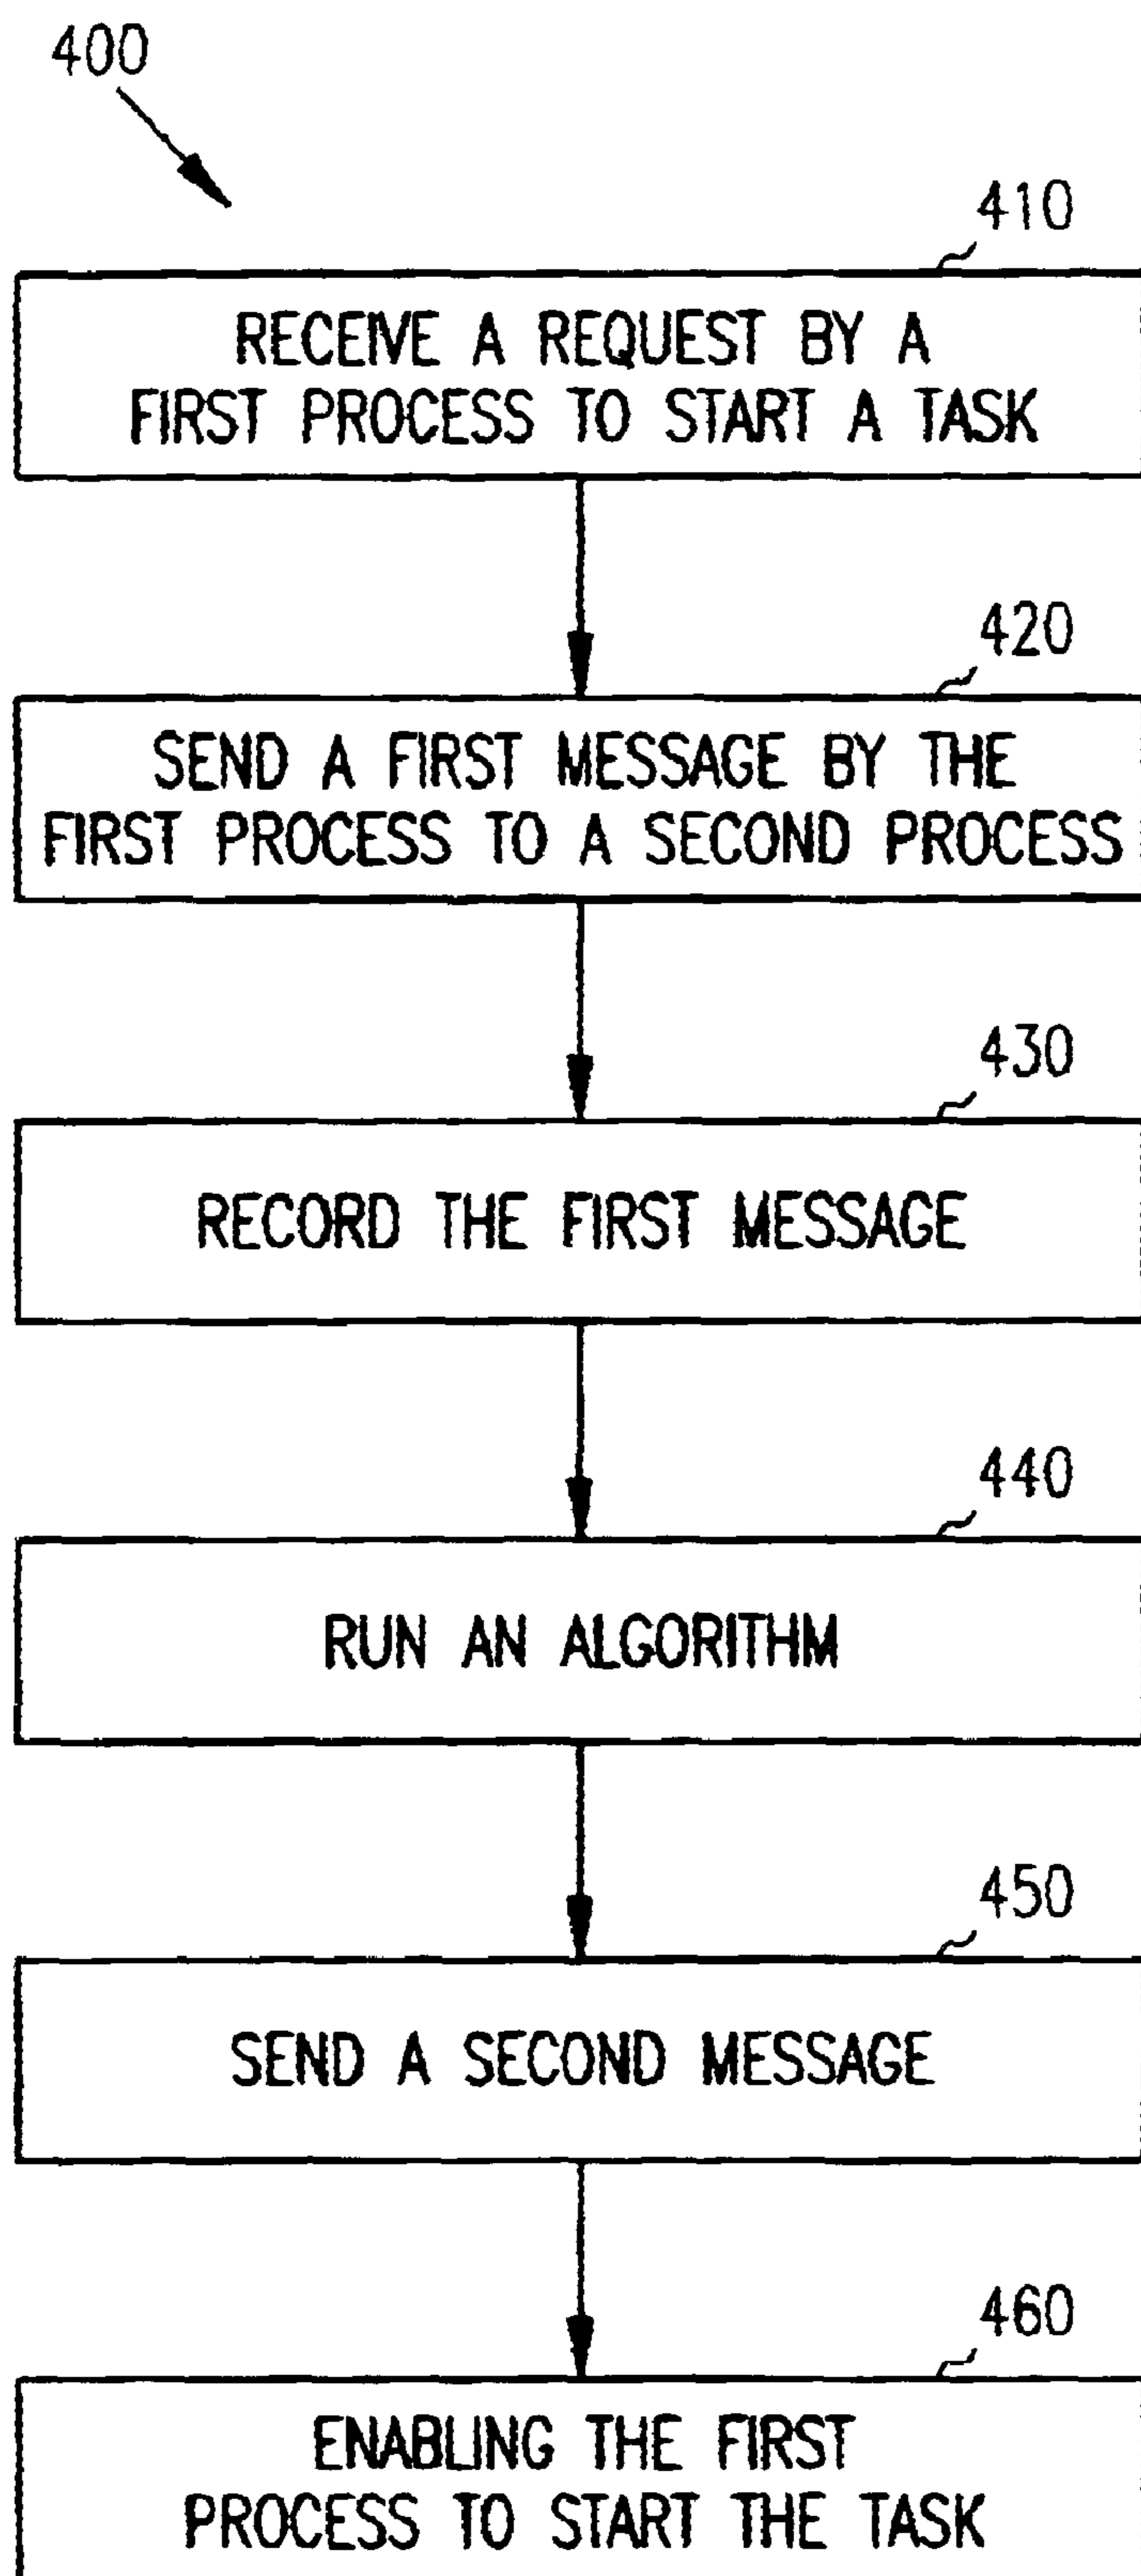 400
410
RECEIVE A REQUEST BY A
FIRST PROCESS TO START A TASK
420
SEND A FIRST MESSAGE BY THE
FIRST PROCESS TO A SECOND PROCESS
430
RECORD THE FIRST MESSAGE
440
RUN AN ALGORITHM
450
SEND A SECOND MESSAGE
460
ENABLING THE FIRST
PROCESS TO START THE TASK